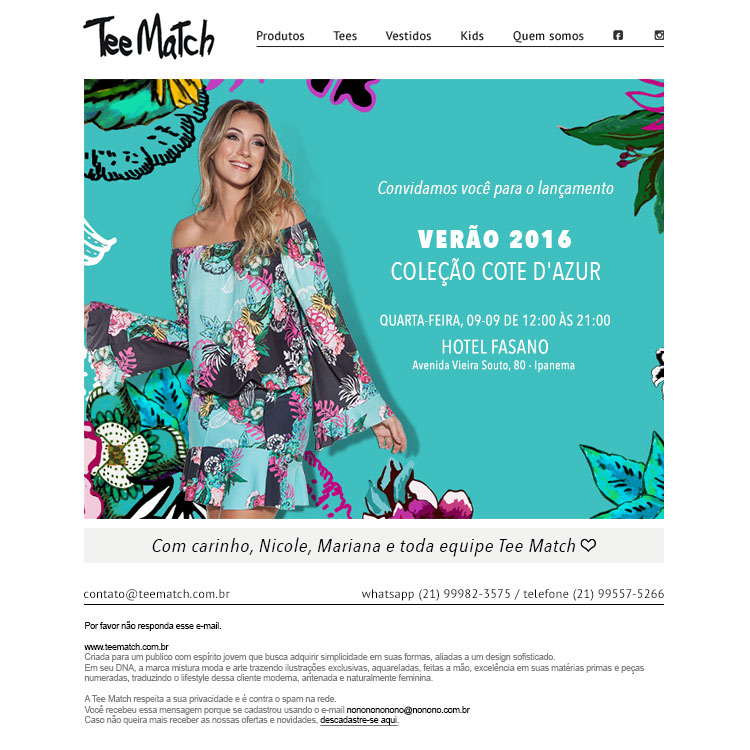 Tee Match
Produtos Tees Vestidos Kids Quem somos
Convidamos você para o lançamento
VERÃO 2016
COLEÇÃO COTE D'AZUR
QUARTA-FEIRA, 09-09 DE 12:00 ÀS 21:00
HOTEL FASANO
Avenida Vieira Souto, 80 - Ipanema
Com carinho, Nicole, Mariana e toda equipe Tee Match
contato@teematch.com.br whatsapp (21) 99982-3575 / telefone (21) 99557-5266
Por favor não responda esse e-mail.
www.teematch.com.br
Criada para um publico com espírito jovem que busca adquirir simplicidade em suas formas, aliadas a um design sofisticado.
Em seu DNA, a marca mistura moda e arte trazendo ilustrações exclusivas, aquareladas, feitas a mão, excelência em suas matérias primas e peças
numeradas, traduzindo o lifestyle dessa cliente moderna, antenada e naturalmente feminina.
A Tee Match respeita a sua privacidade e é contra o spam na rede.
Você recebeu essa mensagem porque se cadastrou usando o e-mail nonononononо@nonono.com.br
Caso não queira mais receber as nossas ofertas e novidades, descadastre-se aqui.